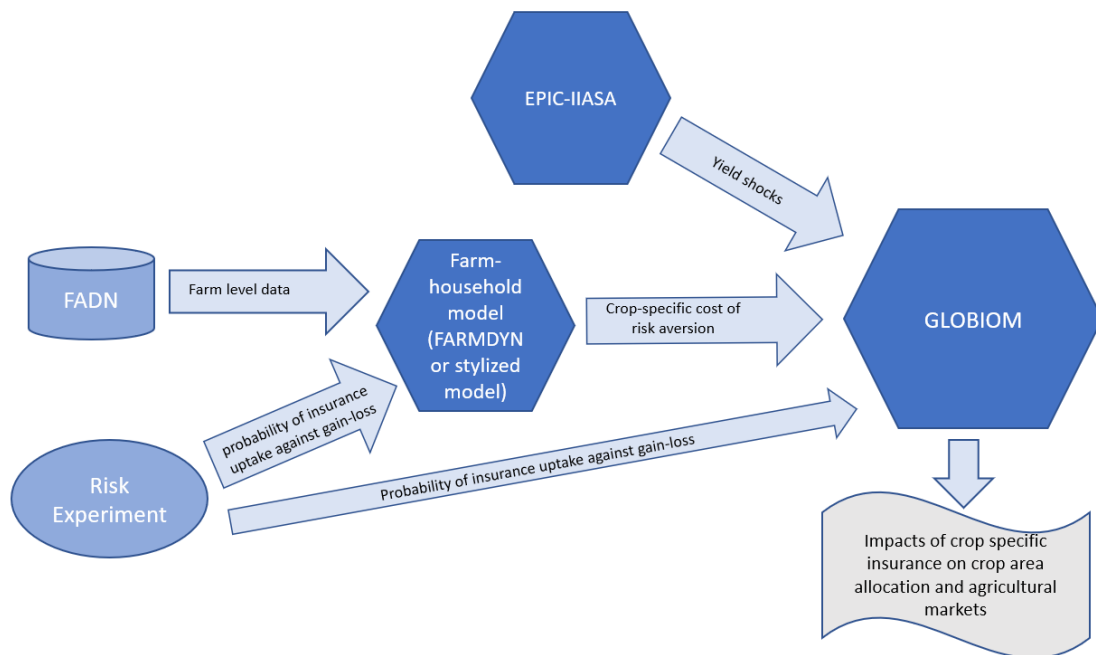 EPIC-IIASA
Yield shocks
FADN
Farm level data
Farm-
household
model
(FARMDYN
or stylized
model)
Crop-specific cost of
risk aversion
GLOBIOM
probability of insurance
uptake against gain-loss
Probability of insurance uptake against gain-loss
Risk
Experiment
Impacts of crop specific
insurance on crop area
allocation and agricultural
markets